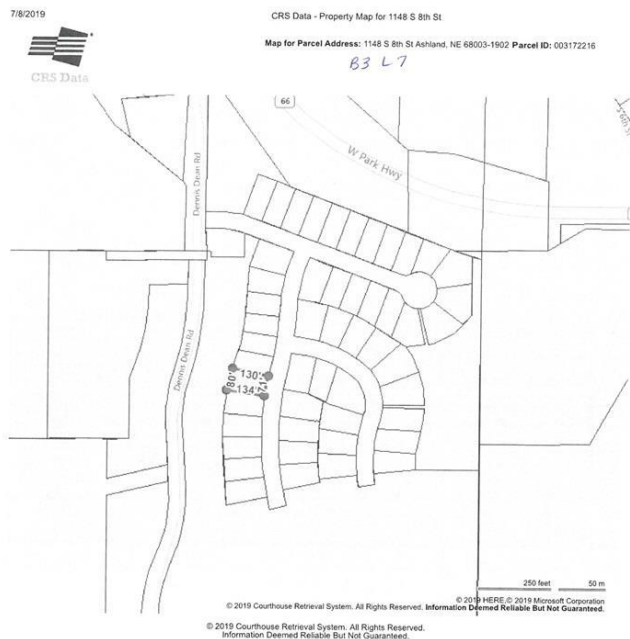 7/8/2019
CRS Data - Property Map for 1148 S 8th St
CRS Data
Map for Parcel Address: 1148 S 8th St Ashland, NE 68003-1902 Parcel ID: 003172216
B3 L7
66
W Park Hwy
S 6th St
Dennis Dean Rd
Dennis Dean Rd
130'
80'
134'
250 feet
50 m
© 2019 HERE,© 2019 Microsoft Corporation
© 2019 Courthouse Retrieval System. All Rights Reserved. Information Deemed Reliable But Not Guaranteed.
© 2019 Courthouse Retrieval System. All Rights Reserved.
Information Deemed Reliable But Not Guaranteed.